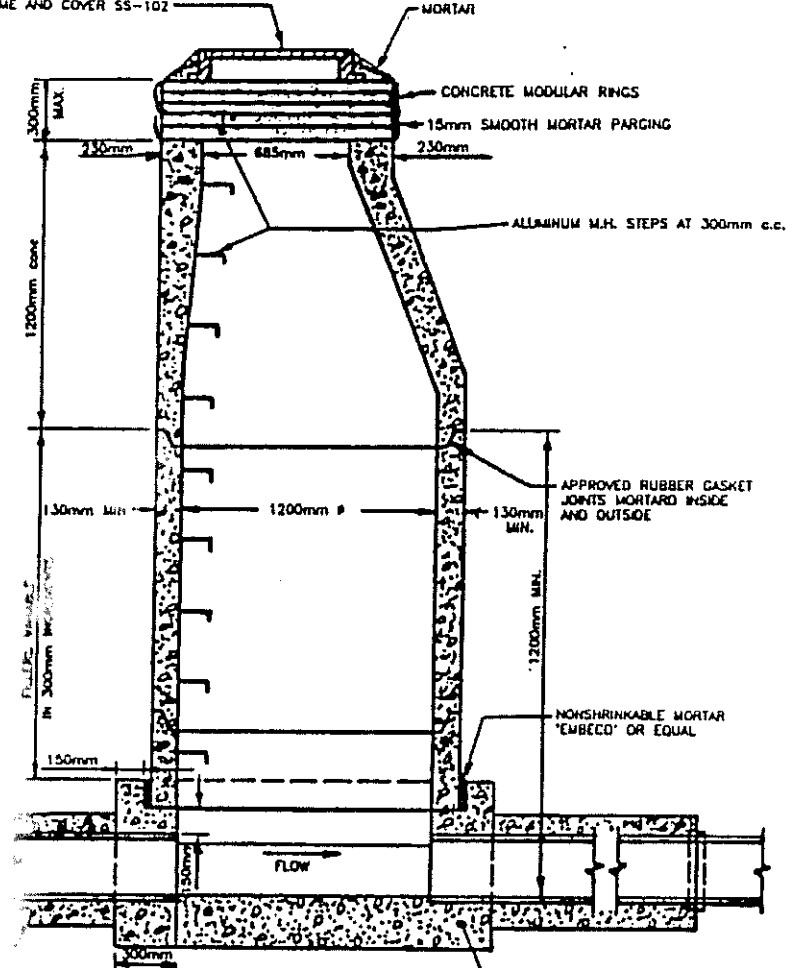 ME AND COVER SS-102
MORTAR
300mm
MAX.
CONCRETE MODULAR RINGS
15mm SMOOTH MORTAR PARGING
230mm
685mm
230mm
ALUMINUM M.H. STEPS AT 300mm c.c.
1200mm cone
APPROVED RUBBER GASKET
JOINTS MORTARD INSIDE
AND OUTSIDE
130mm Min
1200mm ø
130mm
MIN.
1200mm MIN.
IN 300mm
NONSHRINKABLE MORTAR
"EMBECO" OR EQUAL
150mm
FLOW
150mm
300mm